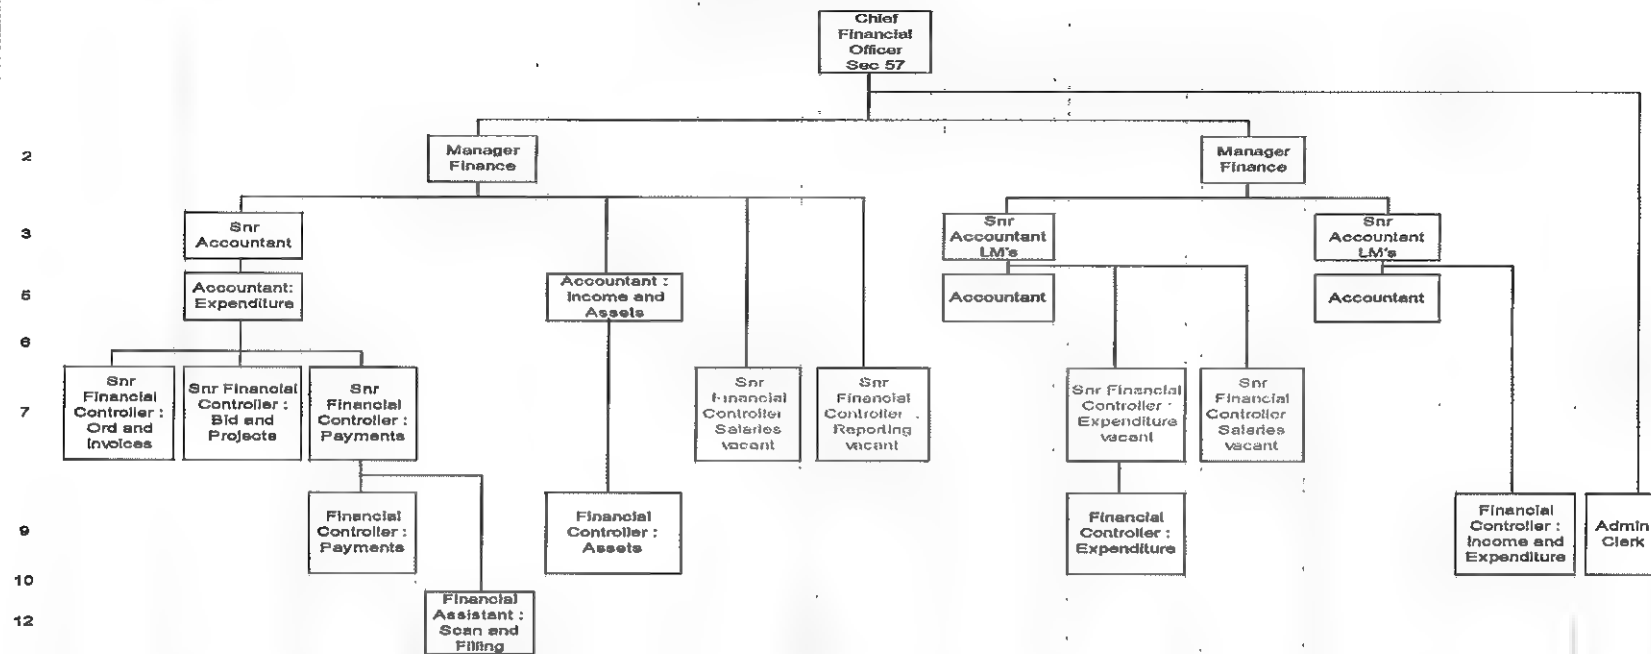 Chief
Financial
Officer
Sec 57
2
Manager
Finance
Manager
Finance
3
Snr
Accountant
Snr
Accountant
LM's
Snr
Accountant
LM's
5
Accountant:
Expenditure
Accountant :
Income and
Assets
Accountant
Accountant
6
7
Snr
Financial
Controller :
Ord and
Invoices
Snr Financial
Controller :
Bid and
Projects
Snr
Financial
Controller :
Payments
Snr
Financial
Controller
Salaries
vacant
Snr
Financial
Controller :
Reporting
vacant
Snr Financial
Controller :
Expenditure
vacant
Snr
Financial
Controller
Salaries
vacant
9
Financial
Controller :
Payments
Financial
Controller :
Assets
Financial
Controller :
Expenditure
Financial
Controller :
Income and
Expenditure
Admin
Clerk
10
12
Financial
Assistant :
Scan and
Filling